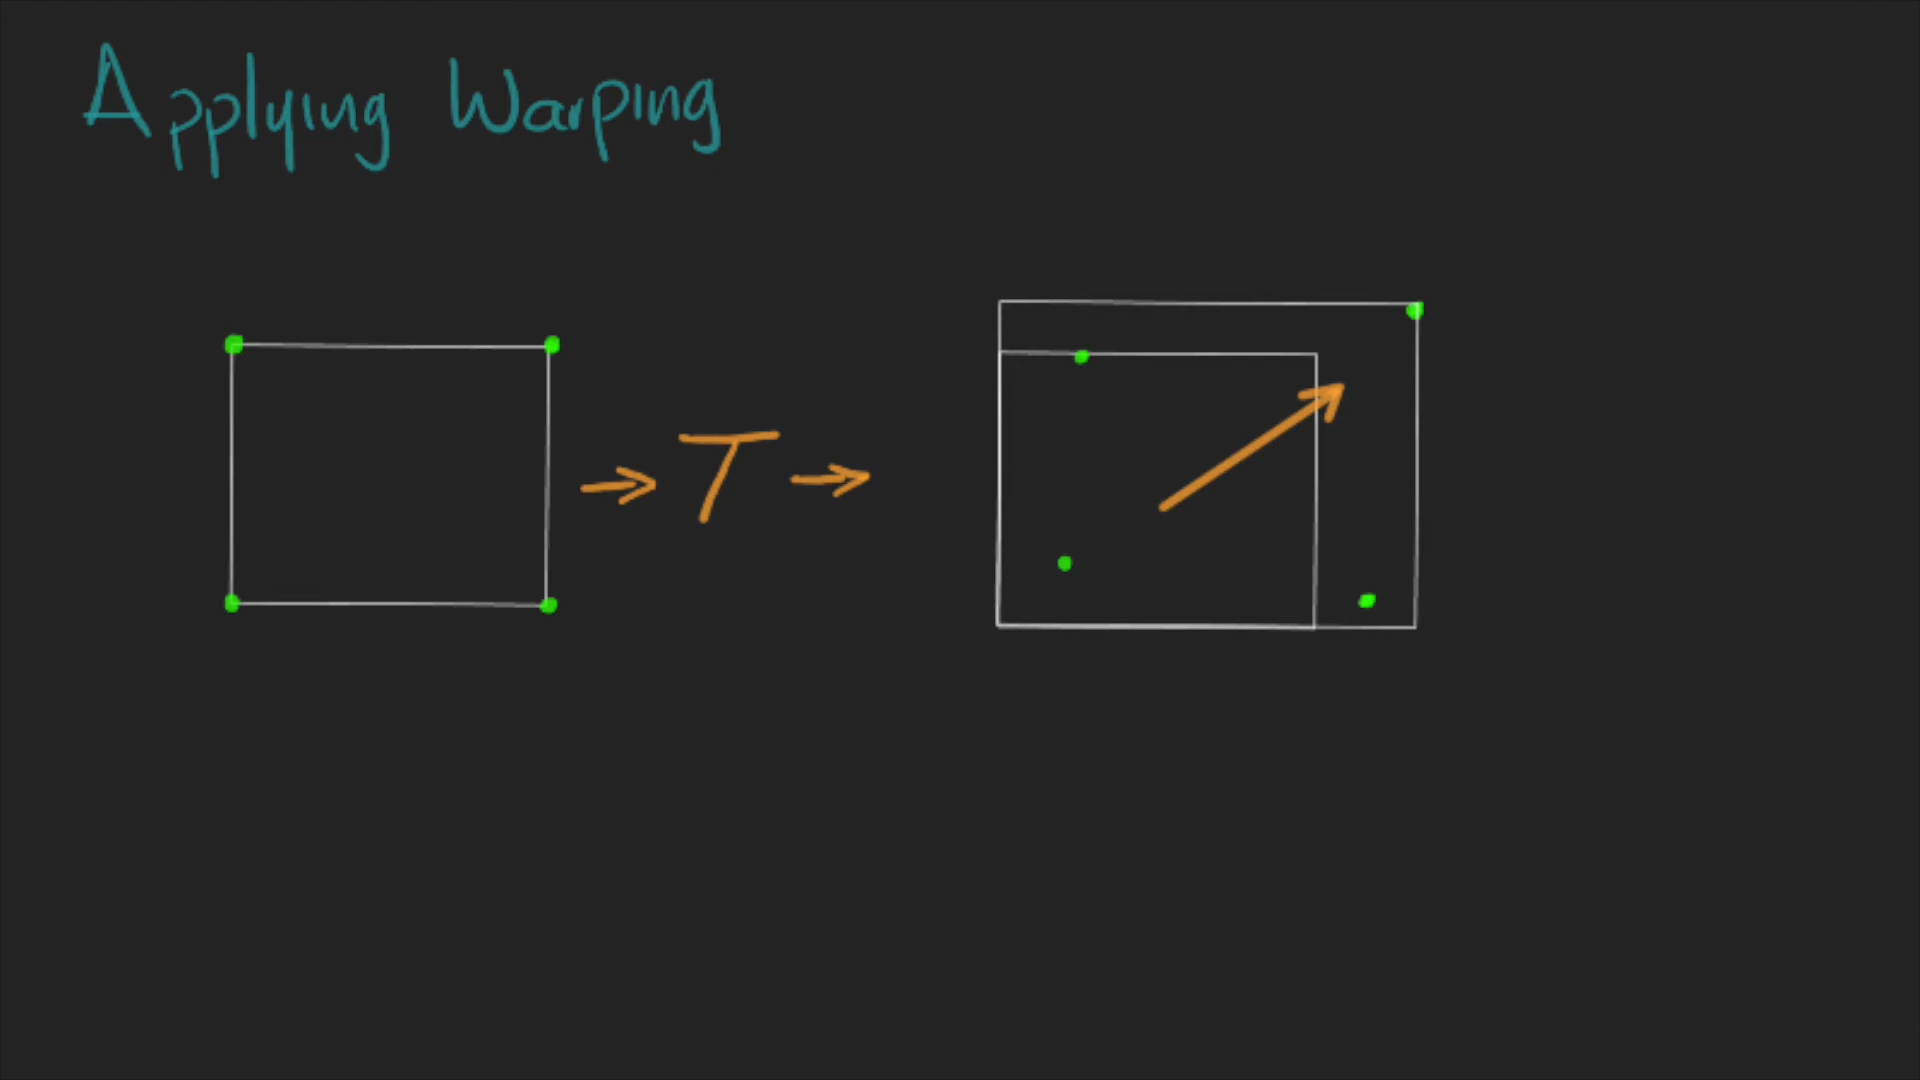 Applying Warping
→ T →